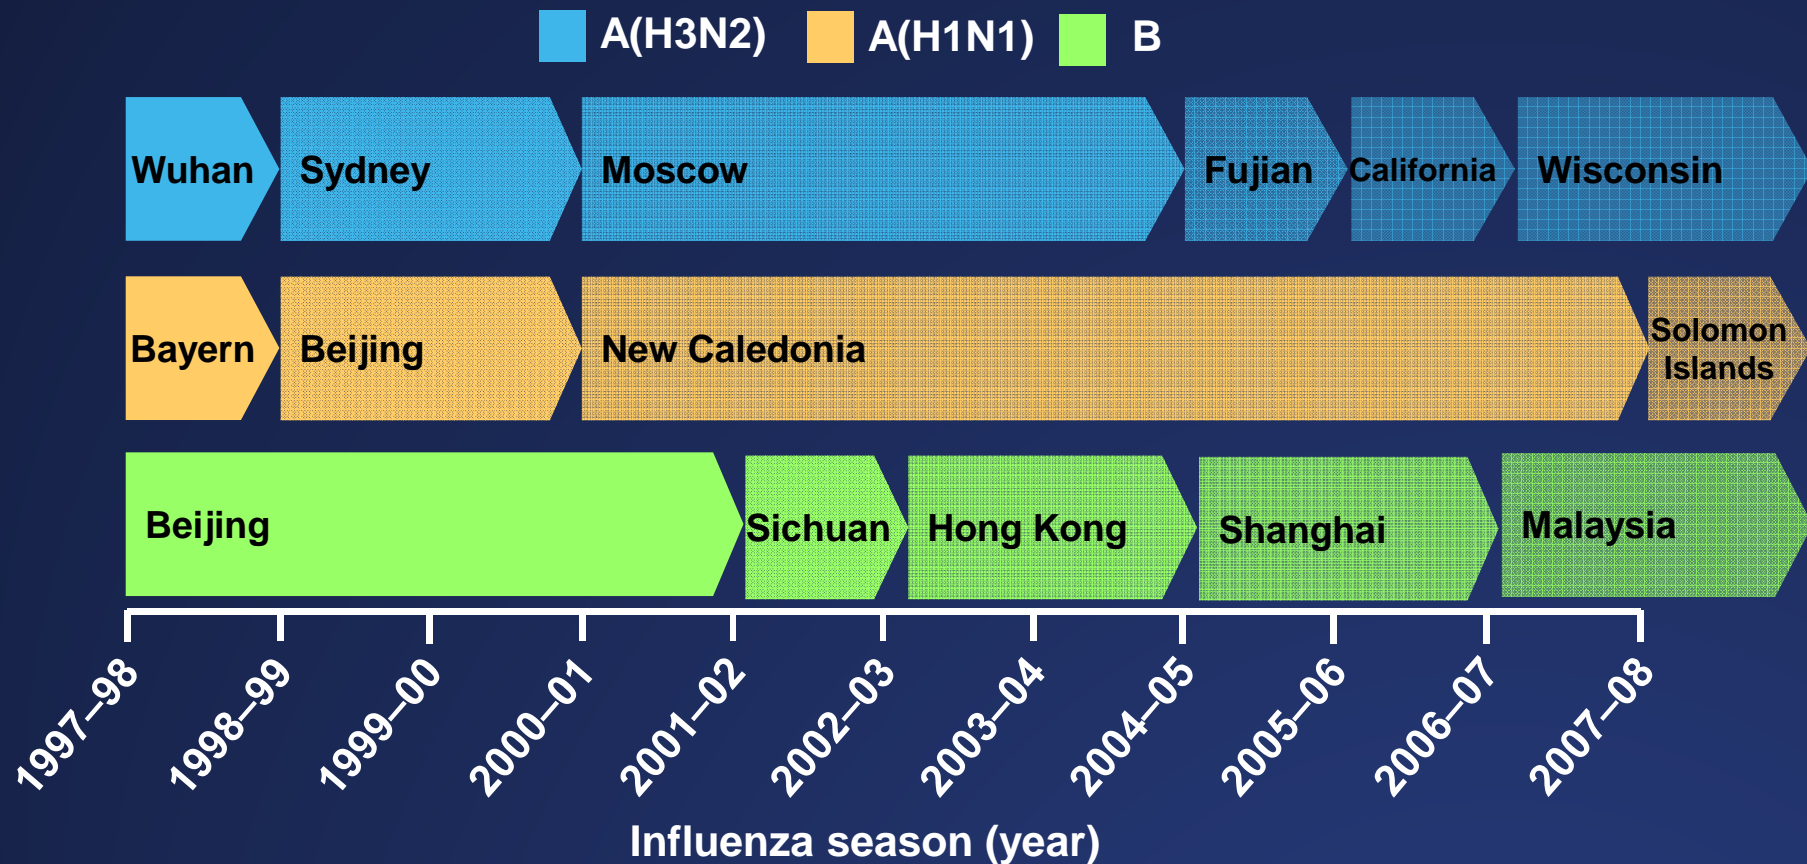 A(H3N2) A(H1N1) B
Wuhan Sydney Moscow Fujian California Wisconsin
Bayern Beijing New Caledonia Solomon
Islands
Beijing Sichuan Hong Kong Shanghai Malaysia
1997–98 1998–99 1999–00 2000–01 2001–02 2002–03 2003–04 2004–05 2005–06 2006–07 2007–08
Influenza season (year)